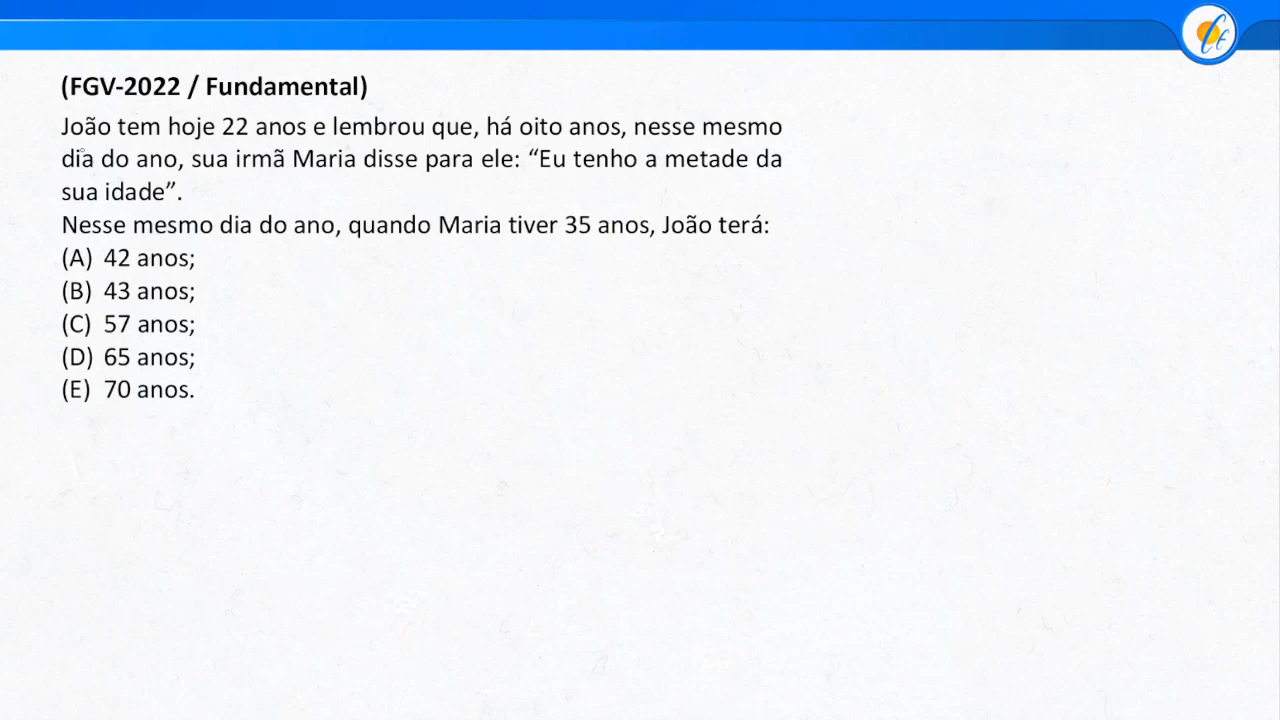 (FGV-2022 / Fundamental)
João tem hoje 22 anos e lembrou que, há oito anos, nesse mesmo
dia do ano, sua irmã Maria disse para ele: “Eu tenho a metade da
sua idade”.
Nesse mesmo dia do ano, quando Maria tiver 35 anos, João terá:
(A) 42 anos;
(B) 43 anos;
(C) 57 anos;
(D) 65 anos;
(E) 70 anos.